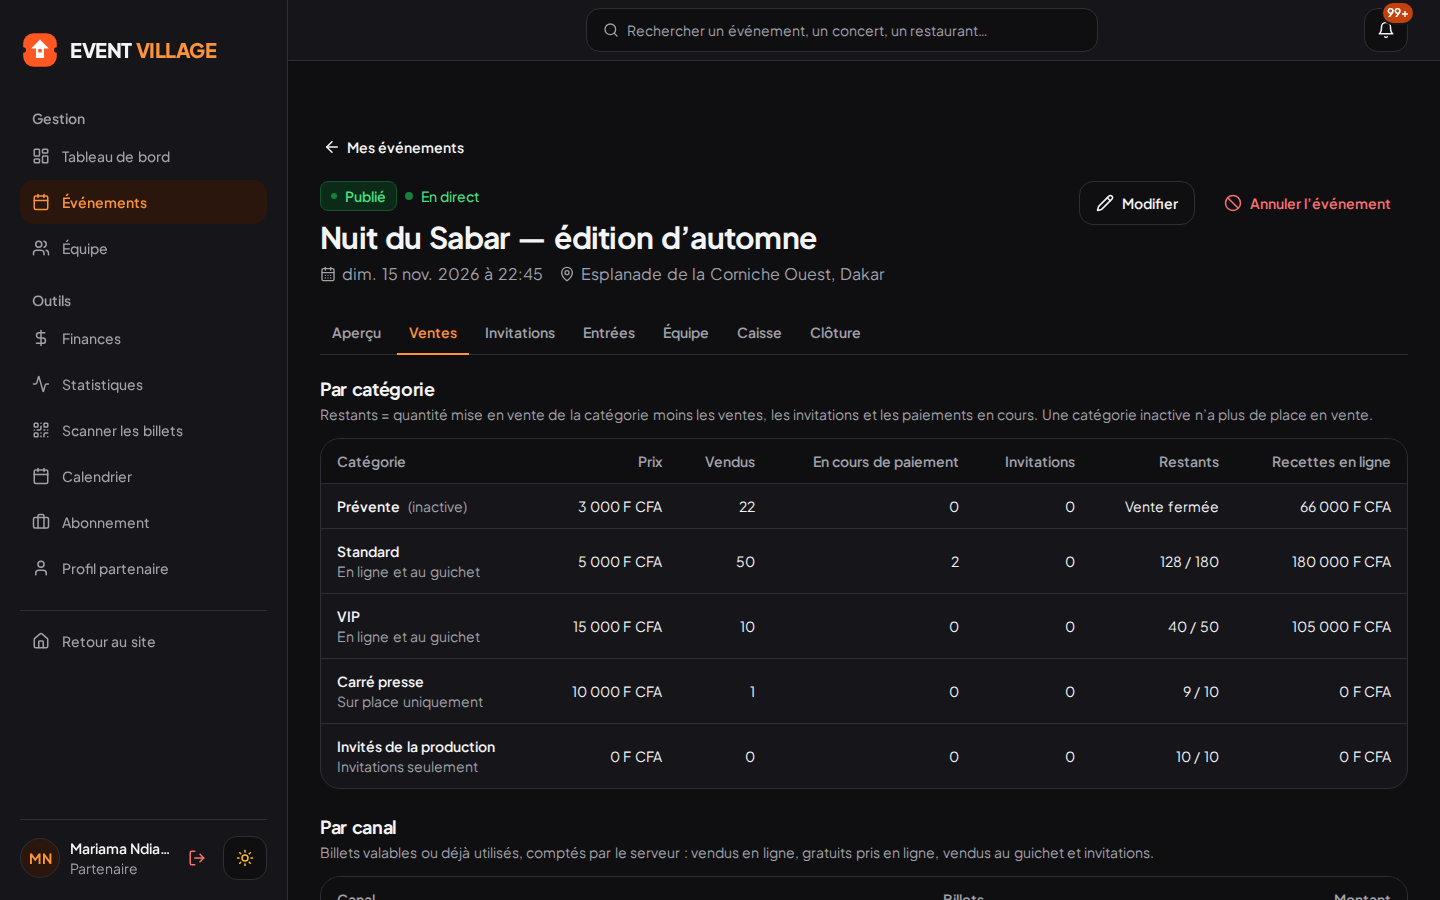 EVENT VILLAGE
Rechercher un événement, un concert, un restaurant...
99+
Gestion
Tableau de bord
Événements
Équipe
Outils
Finances
Statistiques
Scanner les billets
Calendrier
Abonnement
Profil partenaire
Retour au site
MN
Mariama Ndia...
Partenaire
Mes événements
Publié
En direct
Modifier
Annuler l’événement
Nuit du Sabar — édition d’automne
dim. 15 nov. 2026 à 22:45 Esplanade de la Corniche Ouest, Dakar
Aperçu Ventes Invitations Entrées Équipe Caisse Clôture
Par catégorie
Restants = quantité mise en vente de la catégorie moins les ventes, les invitations et les paiements en cours. Une catégorie inactive n’a plus de place en vente.
Catégorie Prix Vendus En cours de paiement Invitations Restants Recettes en ligne
Prévente (inactive) 3 000 F CFA 22 0 0 Vente fermée 66 000 F CFA
Standard
En ligne et au guichet
5 000 F CFA 50 2 0 128 / 180 180 000 F CFA
VIP
En ligne et au guichet
15 000 F CFA 10 0 0 40 / 50 105 000 F CFA
Carré presse
Sur place uniquement
10 000 F CFA 1 0 0 9 / 10 0 F CFA
Invités de la production
Invitations seulement
0 F CFA 0 0 0 10 / 10 0 F CFA
Par canal
Billets valables ou déjà utilisés, comptés par le serveur : vendus en ligne, gratuits pris en ligne, vendus au guichet et invitations.
Canal Billets Montant